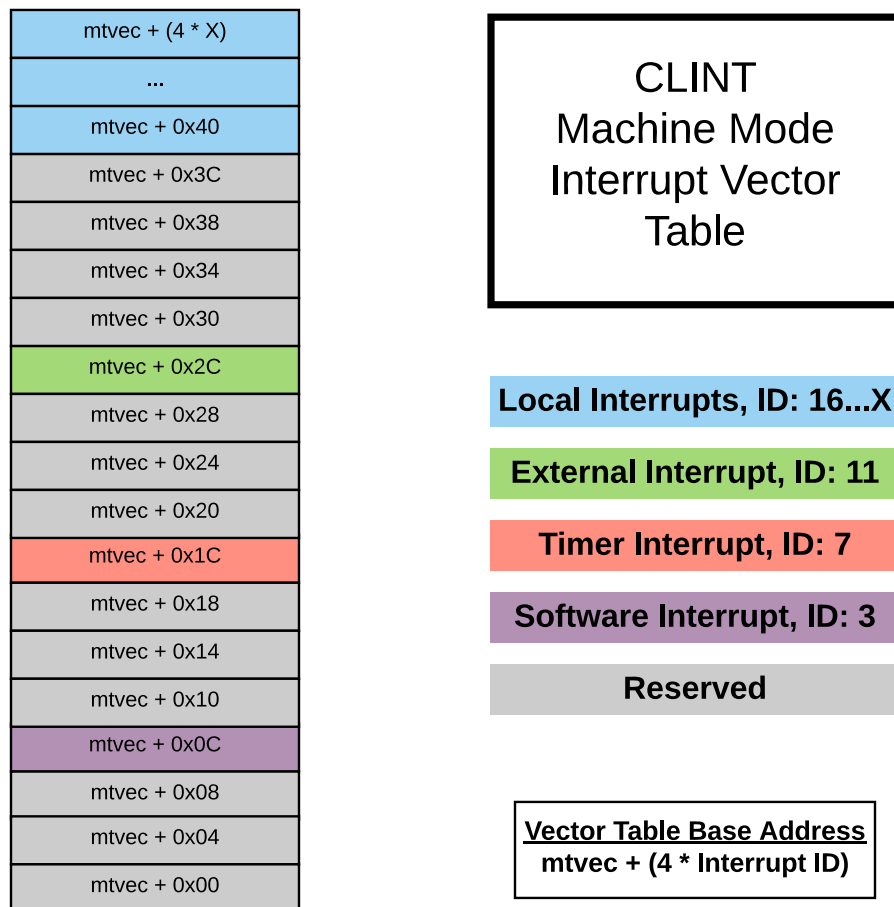 mtvec + (4 * X)
...
mtvec + 0x40
mtvec + 0x3C
mtvec + 0x38
mtvec + 0x34
mtvec + 0x30
mtvec + 0x2C
mtvec + 0x28
mtvec + 0x24
mtvec + 0x20
mtvec + 0x1C
mtvec + 0x18
mtvec + 0x14
mtvec + 0x10
mtvec + 0x0C
mtvec + 0x08
mtvec + 0x04
mtvec + 0x00
CLINT
Machine Mode
Interrupt Vector
Table
Local Interrupts, ID: 16...X
External Interrupt, ID: 11
Timer Interrupt, ID: 7
Software Interrupt, ID: 3
Reserved
Vector Table Base Address
mtvec + (4 * Interrupt ID)